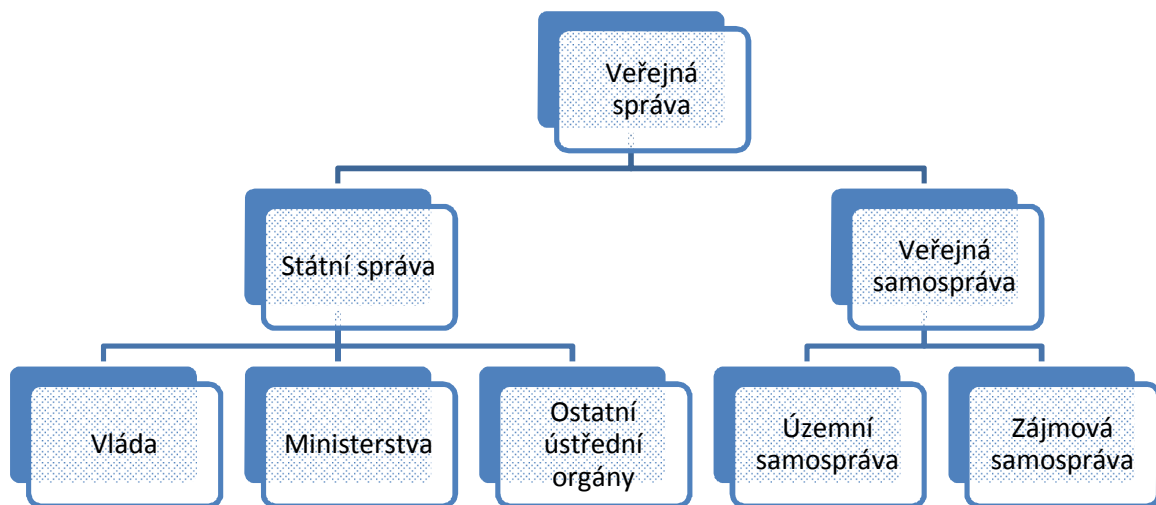 Veřejná
správa
Státní správa
Veřejná
samospráva
Vláda
Ministerstva
Ostatní
ústřední
orgány
Územní
samospráva
Zájmová
samospráva